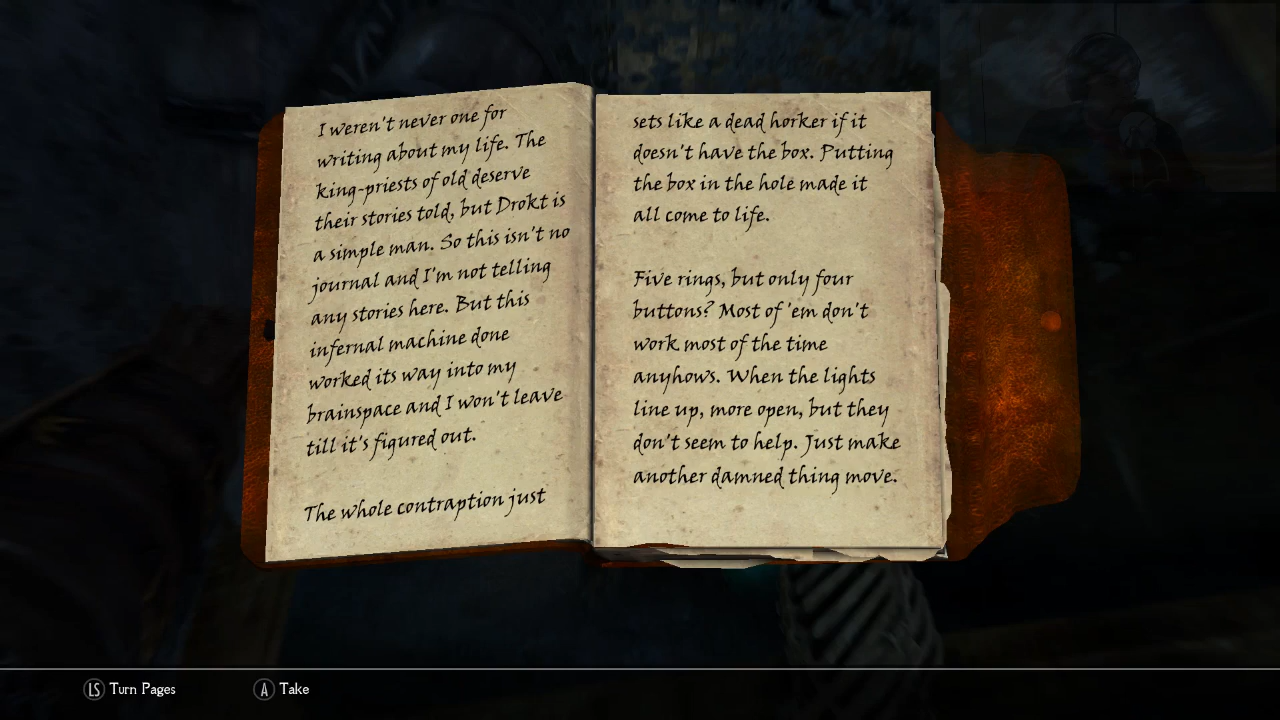 I weren't never one for
writing about my life. The
king-priests of old deserve
their stories told, but Drokt is
a simple man. So this isn't no
journal and I'm not telling
any stories here. But this
infernal machine done
worked its way into my
brainspace and I won't leave
till it's figured out.
The whole contraption just
sets like a dead horker if it
doesn't have the box. Putting
the box in the hole made it
all come to life.
Five rings, but only four
buttons? Most of 'em don't
work most of the time
anyhows. When the lights
line up, more open, but they
don't seem to help. Just make
another damned thing move.
LS Turn Pages
A Take